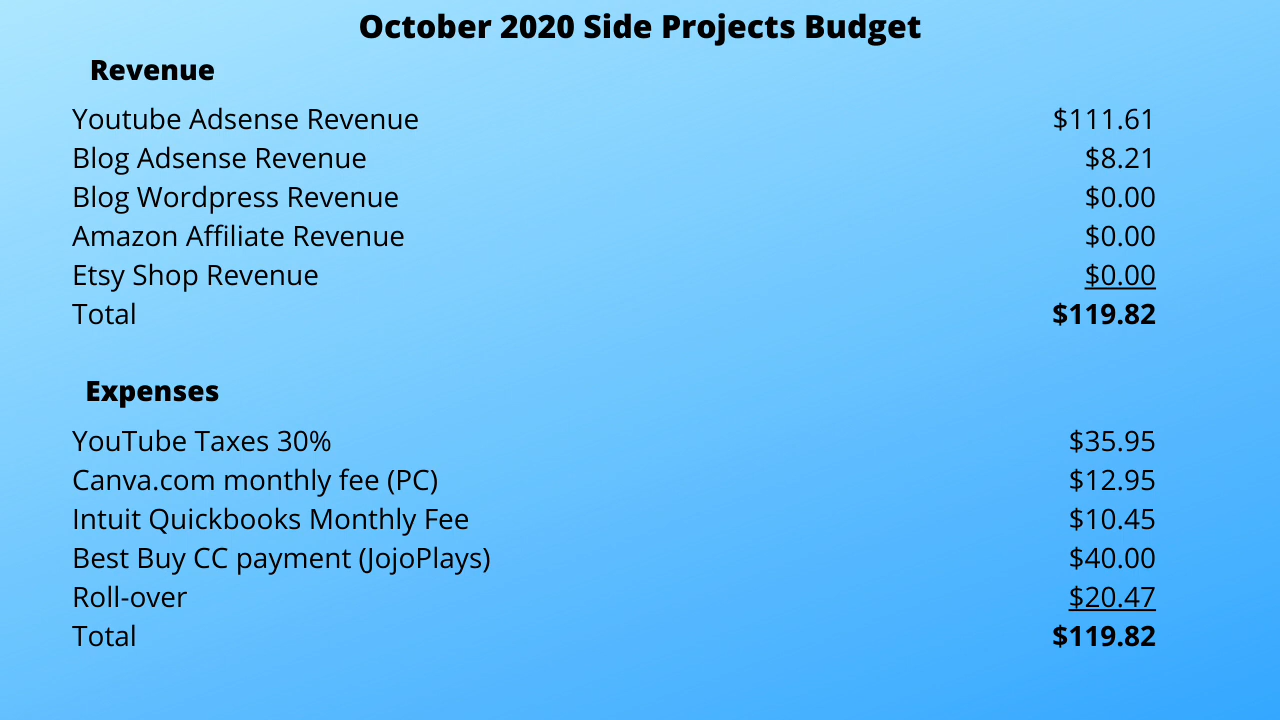 October 2020 Side Projects Budget
Revenue
Youtube Adsense Revenue $111.61
Blog Adsense Revenue $8.21
Blog Wordpress Revenue $0.00
Amazon Affiliate Revenue $0.00
Etsy Shop Revenue $0.00
Total $119.82
Expenses
YouTube Taxes 30% $35.95
Canva.com monthly fee (PC) $12.95
Intuit Quickbooks Monthly Fee $10.45
Best Buy CC payment (JojoPlays) $40.00
Roll-over $20.47
Total $119.82